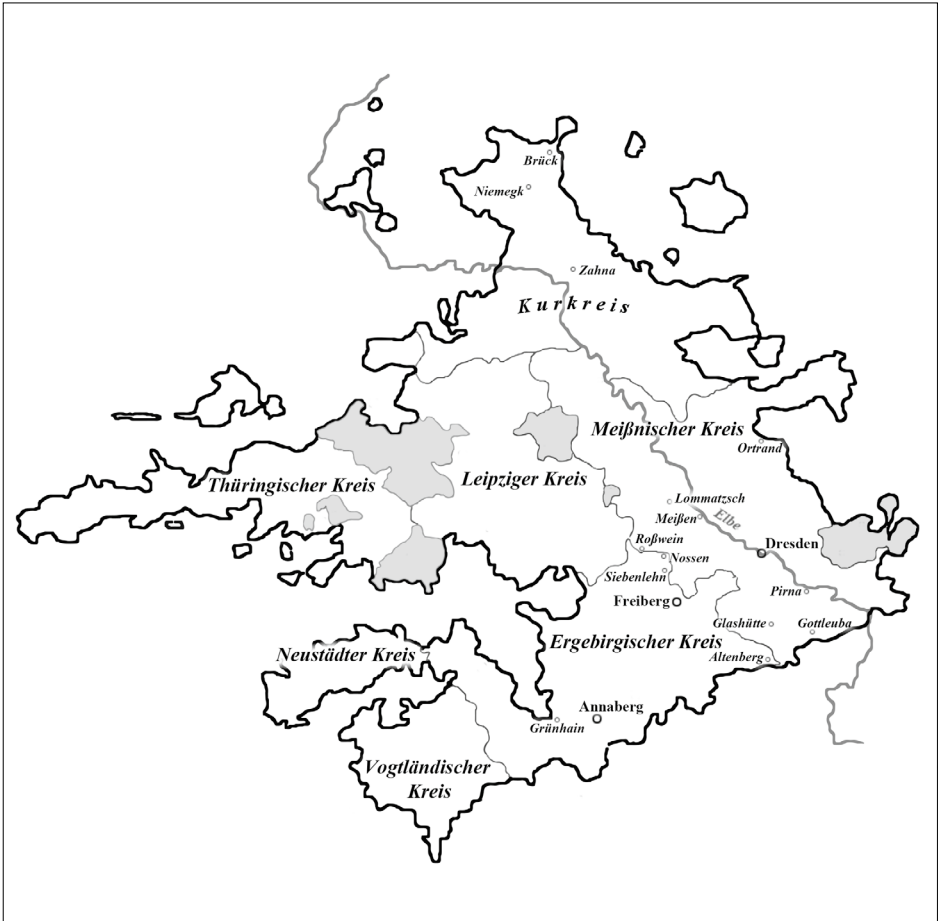 Brück
Niemegk
Zahna
Kurkreis
Meißnischer Kreis
Ortrand
Thüringischer Kreis
Leipziger Kreis
Lommatzsch
Meißen
Elbe
Roßwein
Dresden
Nossen
Siebenlehn
Pirna
Freiberg
Glashütte
Gottleuba
Ergebirgischer Kreis
Neustädter Kreis
Altenberg
Annaberg
Grünhain
Vogtländischer
Kreis